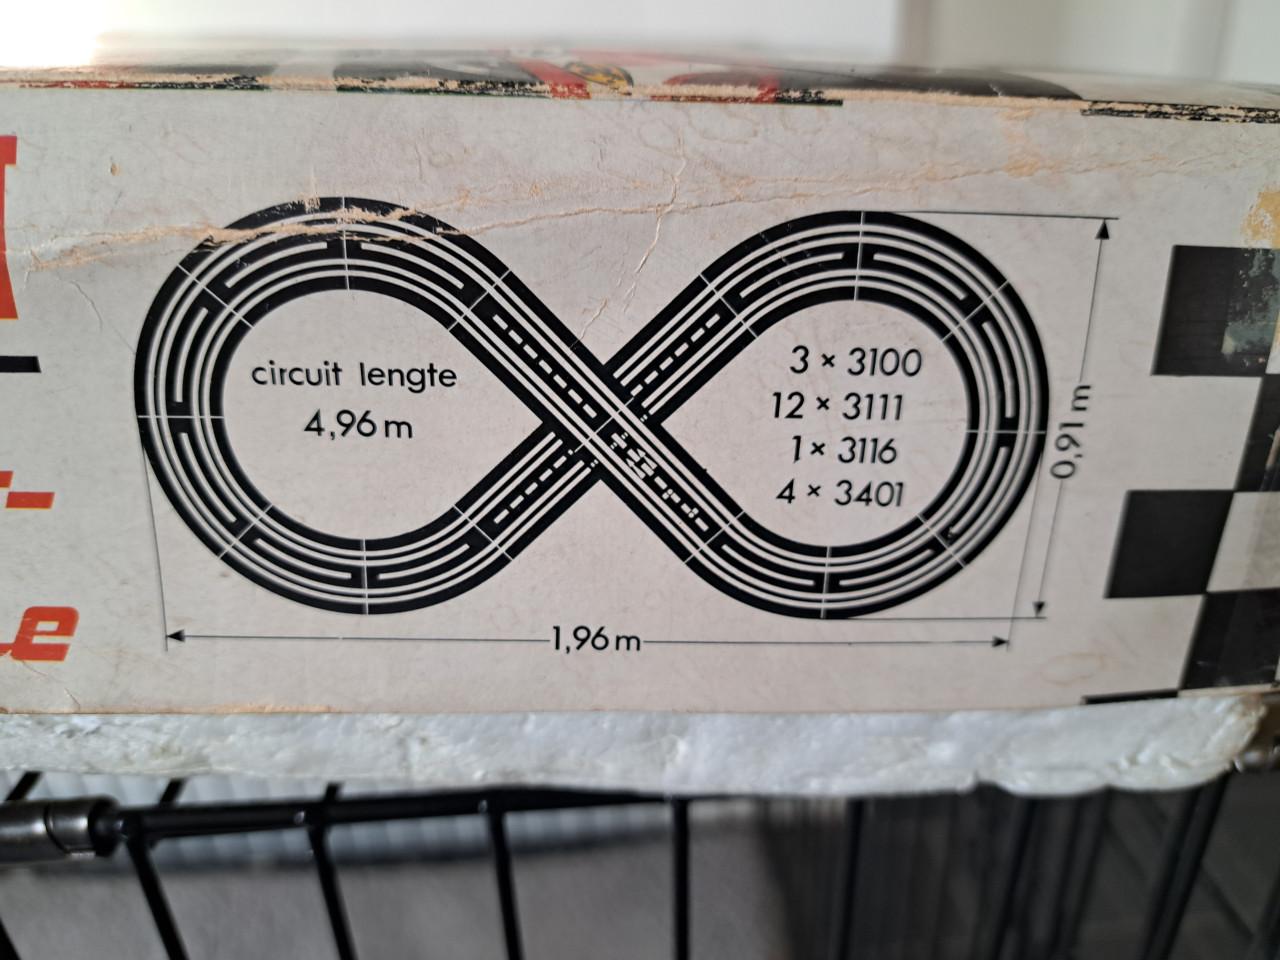 circuit lengte
4,96 m
3 × 3100
12 × 3111
1 × 3116
4 × 3401
0,91 m
1,96 m
e